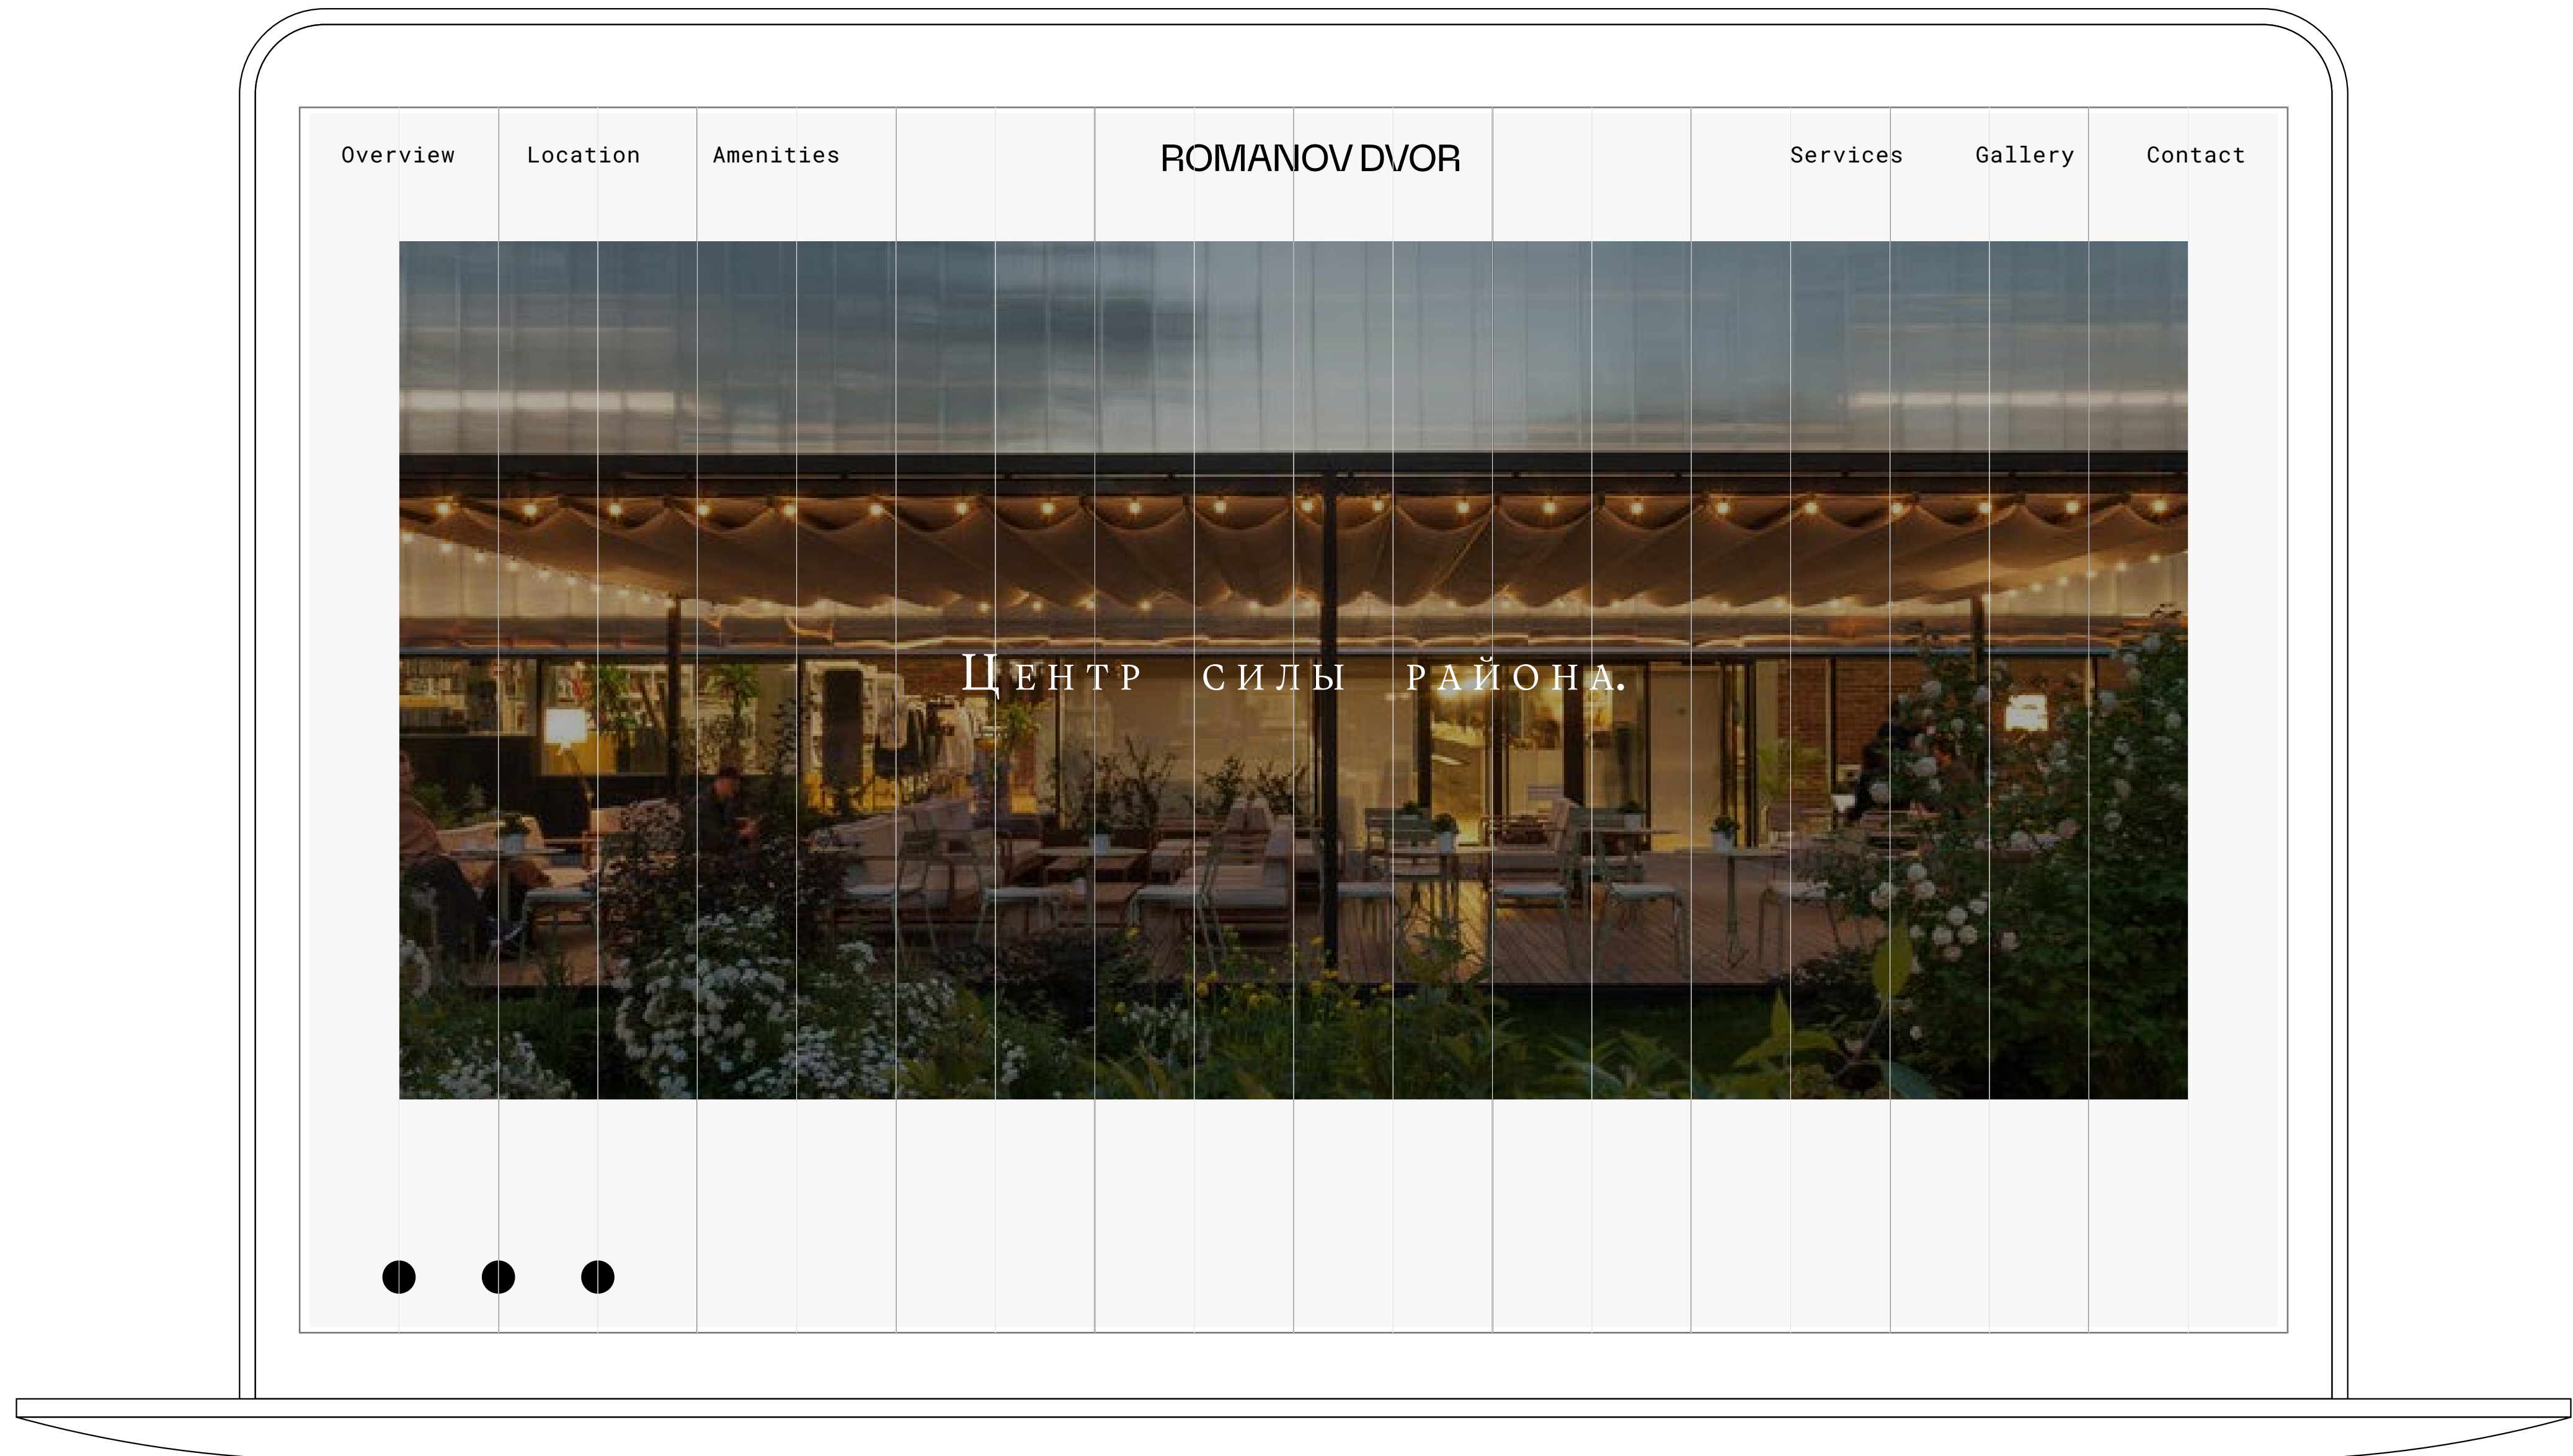 Overview Location Amenities ROMANOV DVOR Services Gallery Contact
Центр силы района.